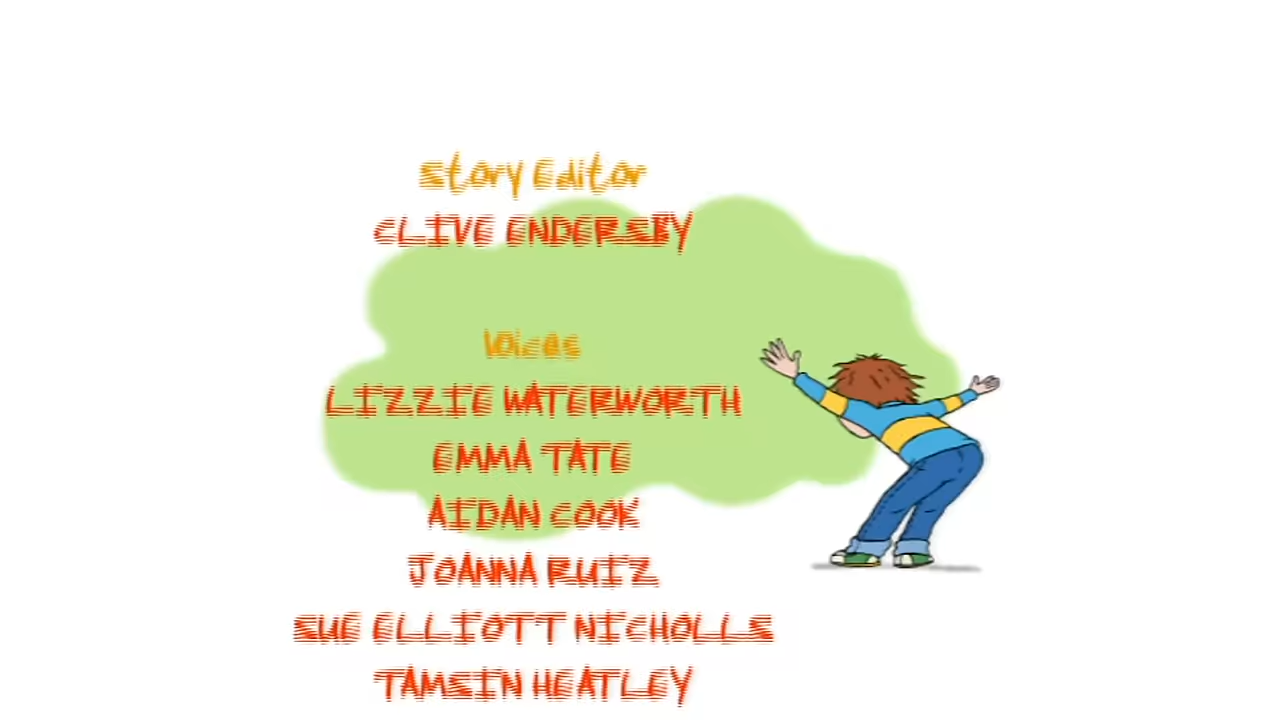 Story Editor
CLIVE ENDERSBY
Voices
LIZZIE WATERWORTH
EMMA TATE
AIDAN COOK
JOANNA RUIZ
SUE ELLIOTT NICHOLLS
TAMSIN HEATLEY